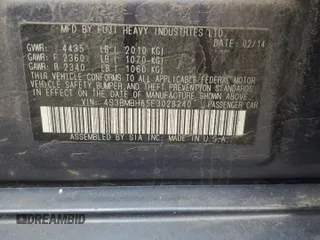 MFD BY FUJI HEAVY INDUSTRIES LTD.
DATE 02/14
GVWR: 4435 LB ( 2010 KG)
GAWR: F 2360 LB ( 1070 KG)
GAWR: R 2340 LB ( 1060 KG)
THIS VEHICLE CONFORMS TO ALL APPLICABLE FEDERAL MOTOR
VEHICLE SAFETY, BUMPER, AND THEFT PREVENTION
STANDARDS IN EFFECT ON THE DATE OF
MANUFACTURE SHOWN ABOVE.
VIN: 4S3BMBH65E3028240 PASSENGER CAR
ASSEMBLED BY SIA INC. MADE IN U.S.A.
DREAMBID